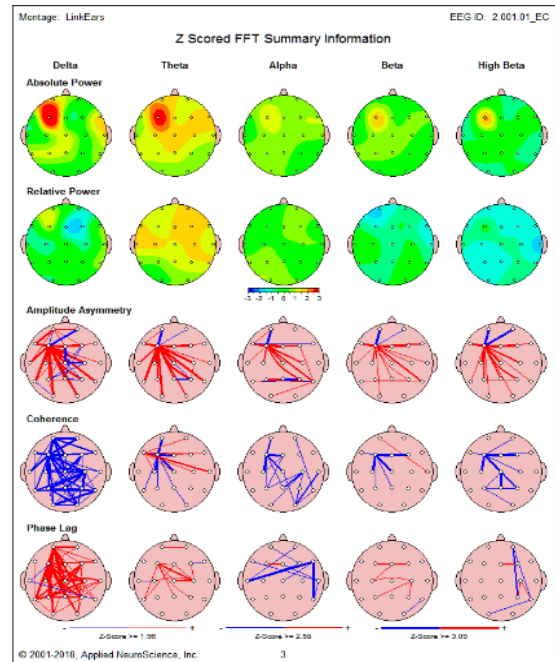 Montage: LinkEars EEG ID: 2.001.01_EC
Z Scored FFT Summary Information
Delta Theta Alpha Beta High Beta
Absolute Power
Relative Power
-3 -2 -1 0 1 2 3
Amplitude Asymmetry
Coherence
Phase Lag
- + - + - +
Z-Score >= 1.96 Z-Score >= 2.58 Z-Score >= 3.09
© 2001-2018, Applied NeuroScience, Inc. 3